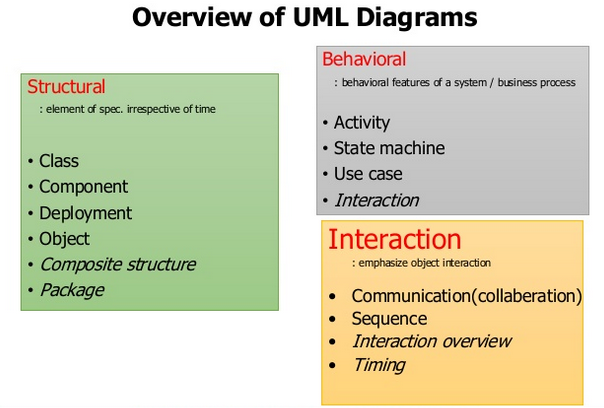 Overview of UML Diagrams
Structural
: element of spec. irrespective of time
• Class
• Component
• Deployment
• Object
• Composite structure
• Package
Behavioral
: behavioral features of a system / business process
• Activity
• State machine
• Use case
• Interaction
Interaction
: emphasize object interaction
• Communication(collaberation)
• Sequence
• Interaction overview
• Timing